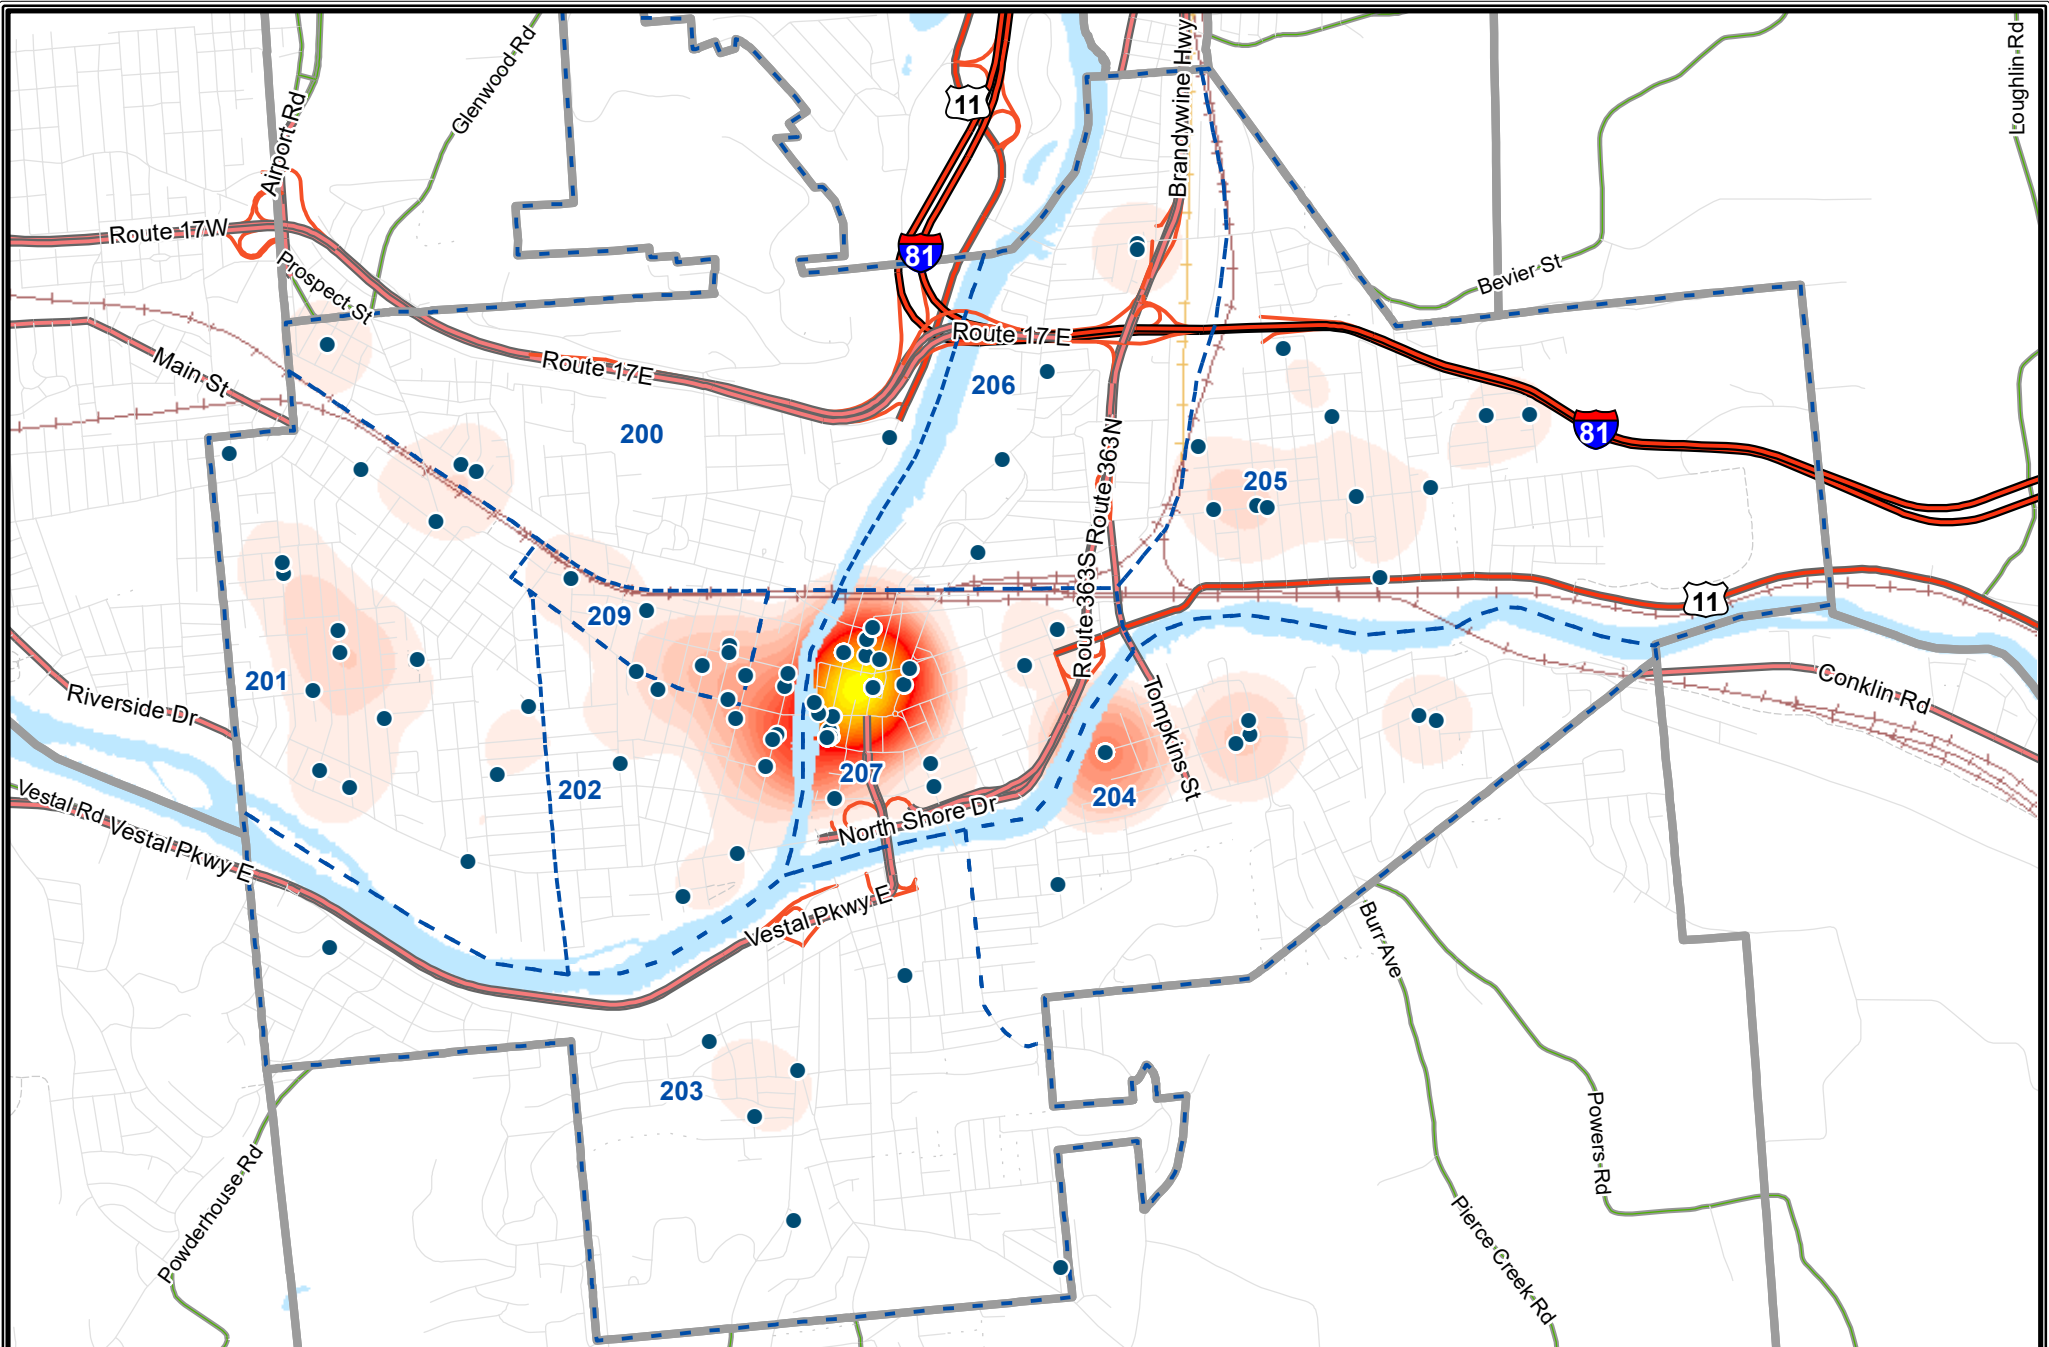 Brandywine Hwy
Loughlin Rd
Glenwood Rd
11
Airport Rd
Route 17W
81
Prospect St
Bevier St
Route 17 E
Main St
Route 17E
206
200
81
Route 363N
205
Route 363S
11
209
201
Riverside Dr
Tompkins St
Conklin Rd
207
202
204
Vestal Rd
North Shore Dr
Vestal Pkwy E
Vestal Pkwy E
Burr Ave
203
Powers Rd
Powderhouse Rd
Pierce Creek Rd